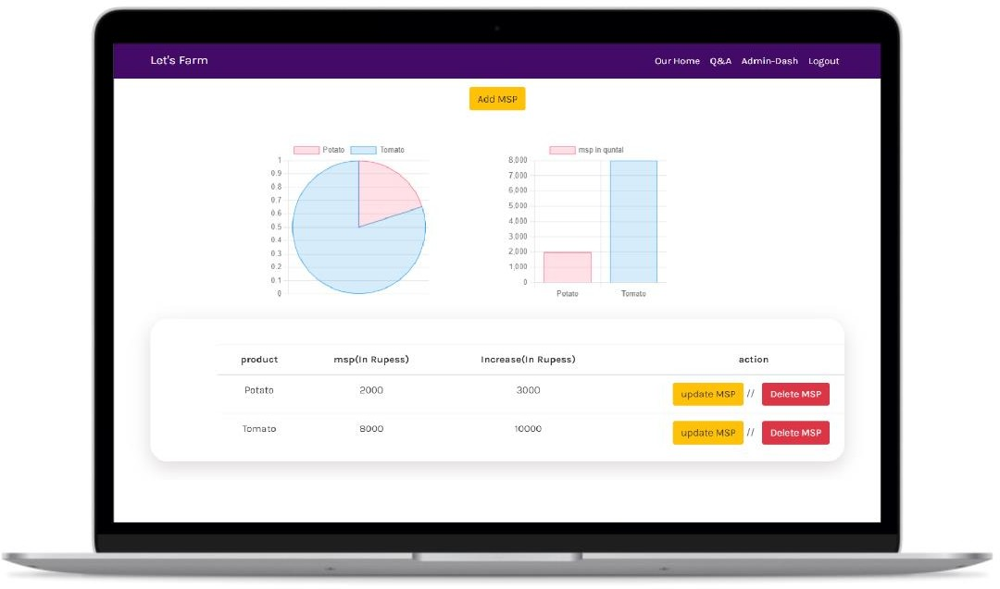 Let's Farm Our Home Q&A Admin-Dash Logout
Add MSP
Potato Tomato
1
0.9
0.8
0.7
0.6
0.5
0.4
0.3
0.2
0.1
0
msp in quntal
8,000
7,000
6,000
5,000
4,000
3,000
2,000
1,000
0
Potato Tomato
product msp(In Rupess) Increase(In Rupess) action
Potato 2000 3000 update MSP // Delete MSP
Tomato 8000 10000 update MSP // Delete MSP